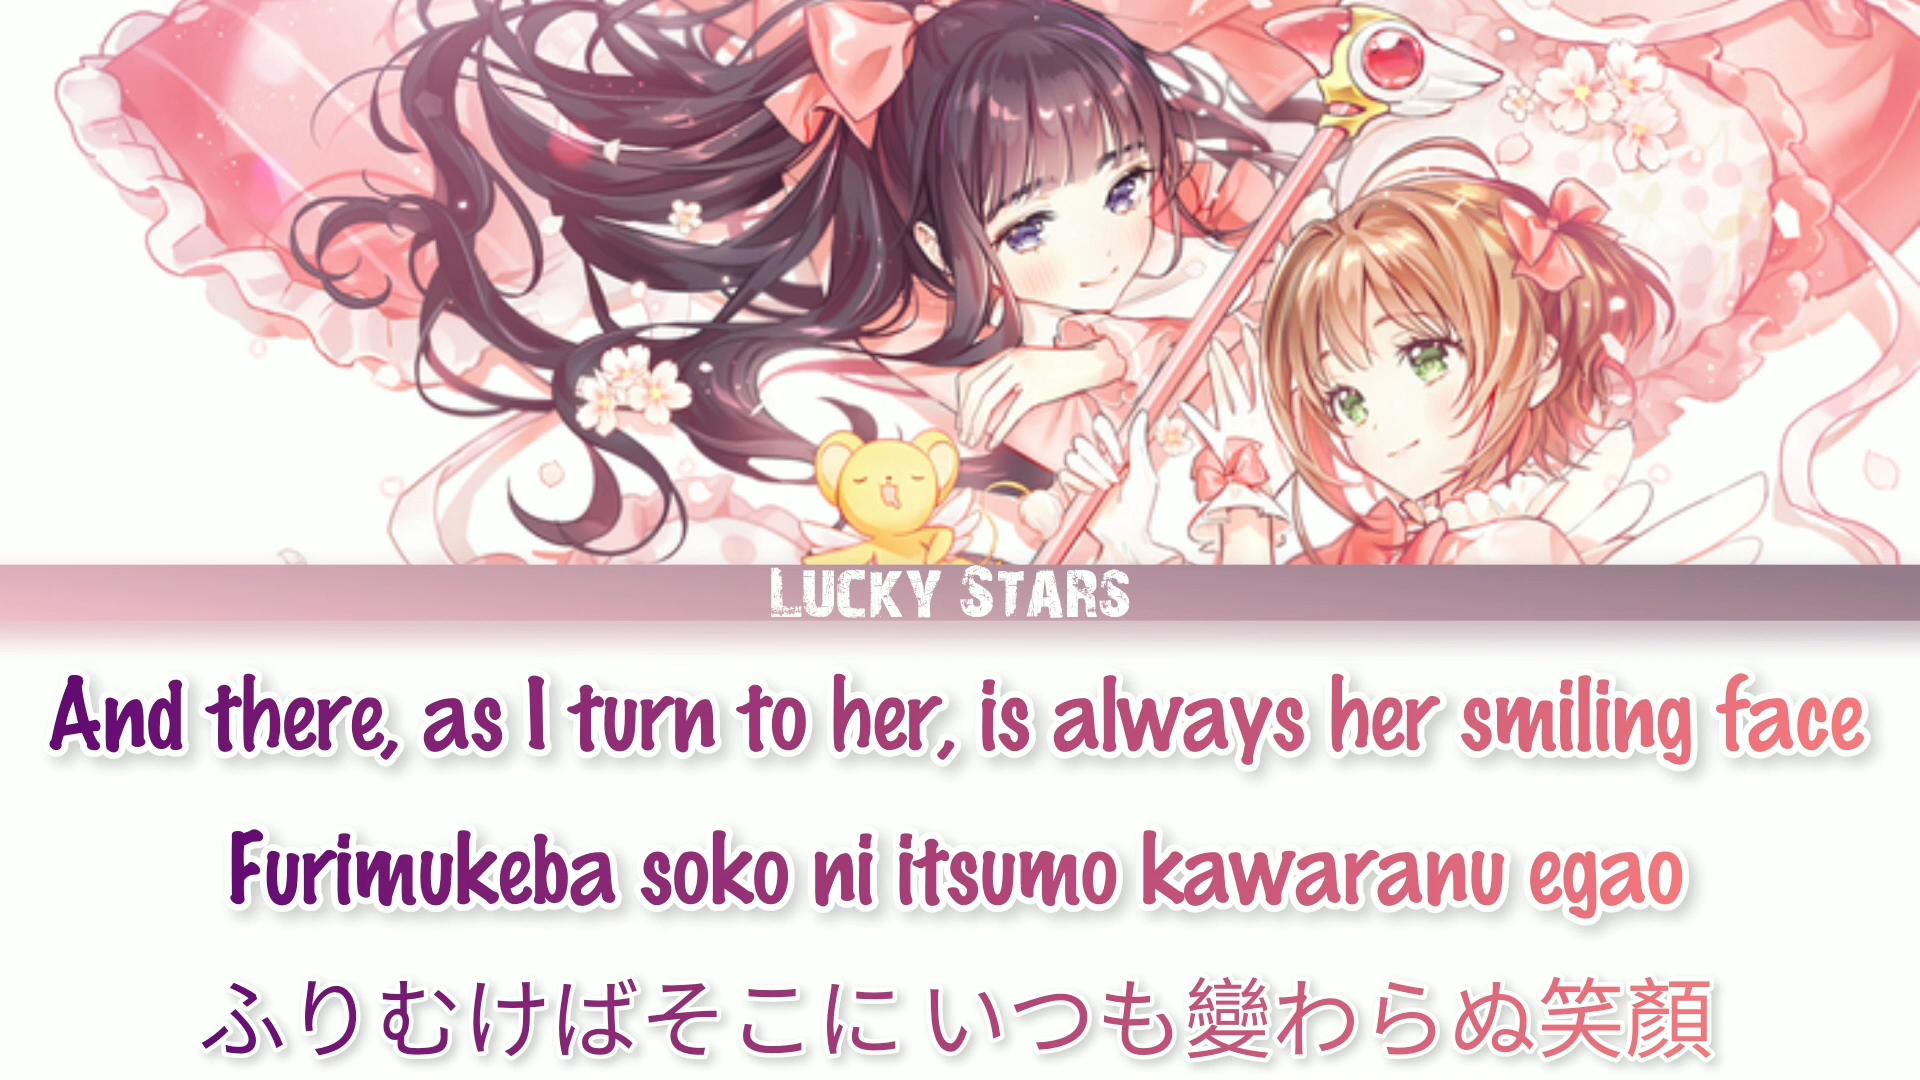 Lucky Stars
And there, as I turn to her, is always her smiling face
Furimukeba soko ni itsumo kawaranu egao
ふりむけばそこに いつも變わらぬ笑顏